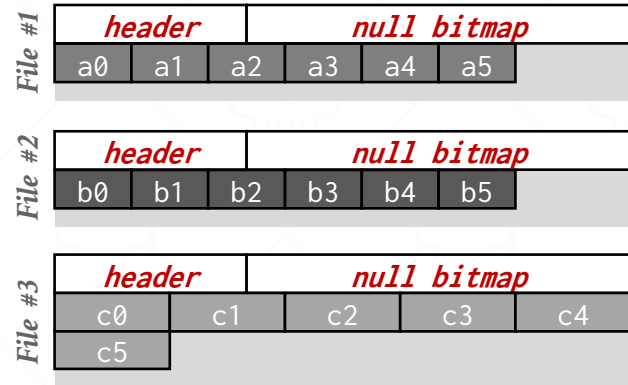 File #1
header null bitmap
a0 a1 a2 a3 a4 a5
File #2
header null bitmap
b0 b1 b2 b3 b4 b5
File #3
header null bitmap
c0 c1 c2 c3 c4
c5